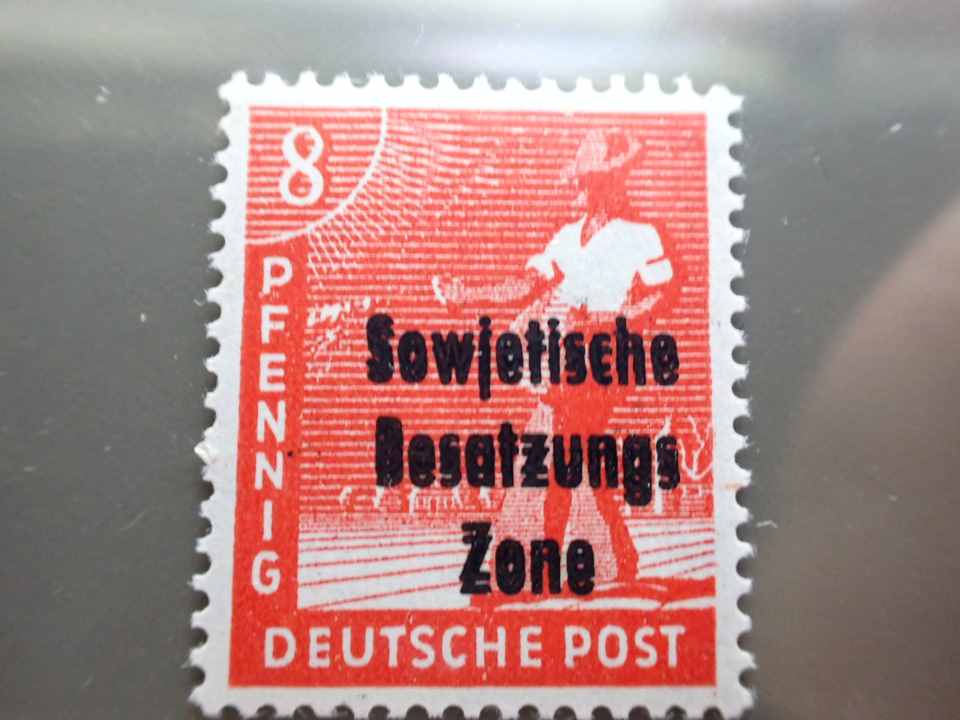 8
PFENNIG
Sowjetische
Besatzungs
Zone
DEUTSCHE POST